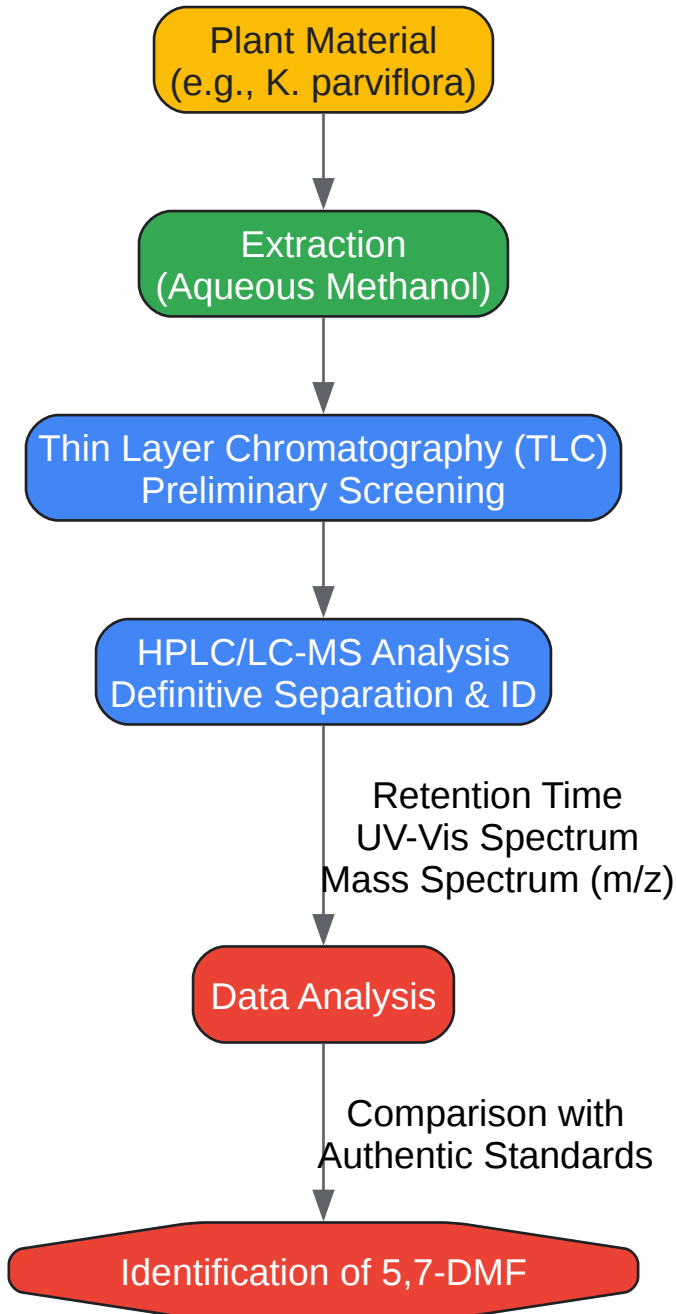 Plant Material
(e.g., K. parviflora)
Extraction
(Aqueous Methanol)
Thin Layer Chromatography (TLC)
Preliminary Screening
HPLC/LC-MS Analysis
Definitive Separation & ID
Retention Time
UV-Vis Spectrum
Mass Spectrum (m/z)
Data Analysis
Comparison with
Authentic Standards
Identification of 5,7-DMF